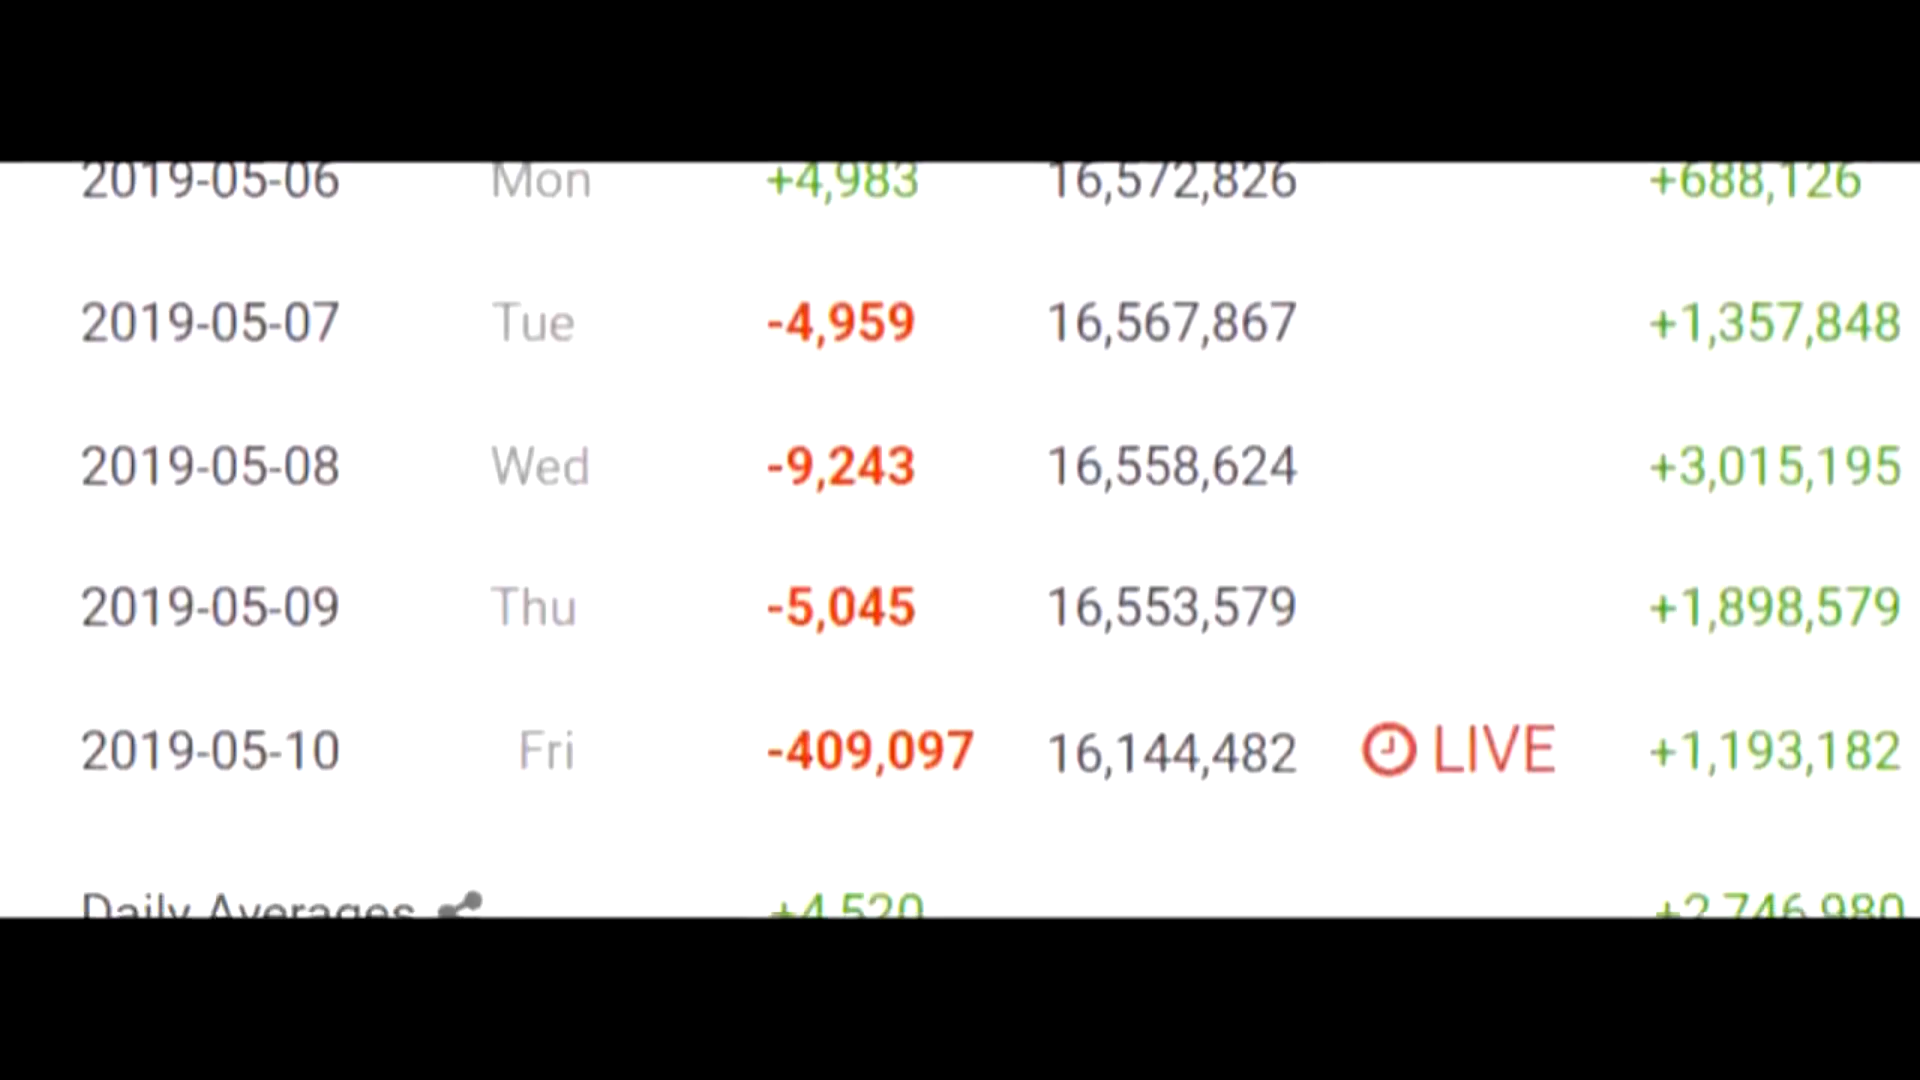 2019-05-06 Mon +4,983 16,572,826 +688,126
2019-05-07 Tue -4,959 16,567,867 +1,357,848
2019-05-08 Wed -9,243 16,558,624 +3,015,195
2019-05-09 Thu -5,045 16,553,579 +1,898,579
2019-05-10 Fri -409,097 16,144,482 LIVE +1,193,182
Daily Averages +4,520 +2,746,980